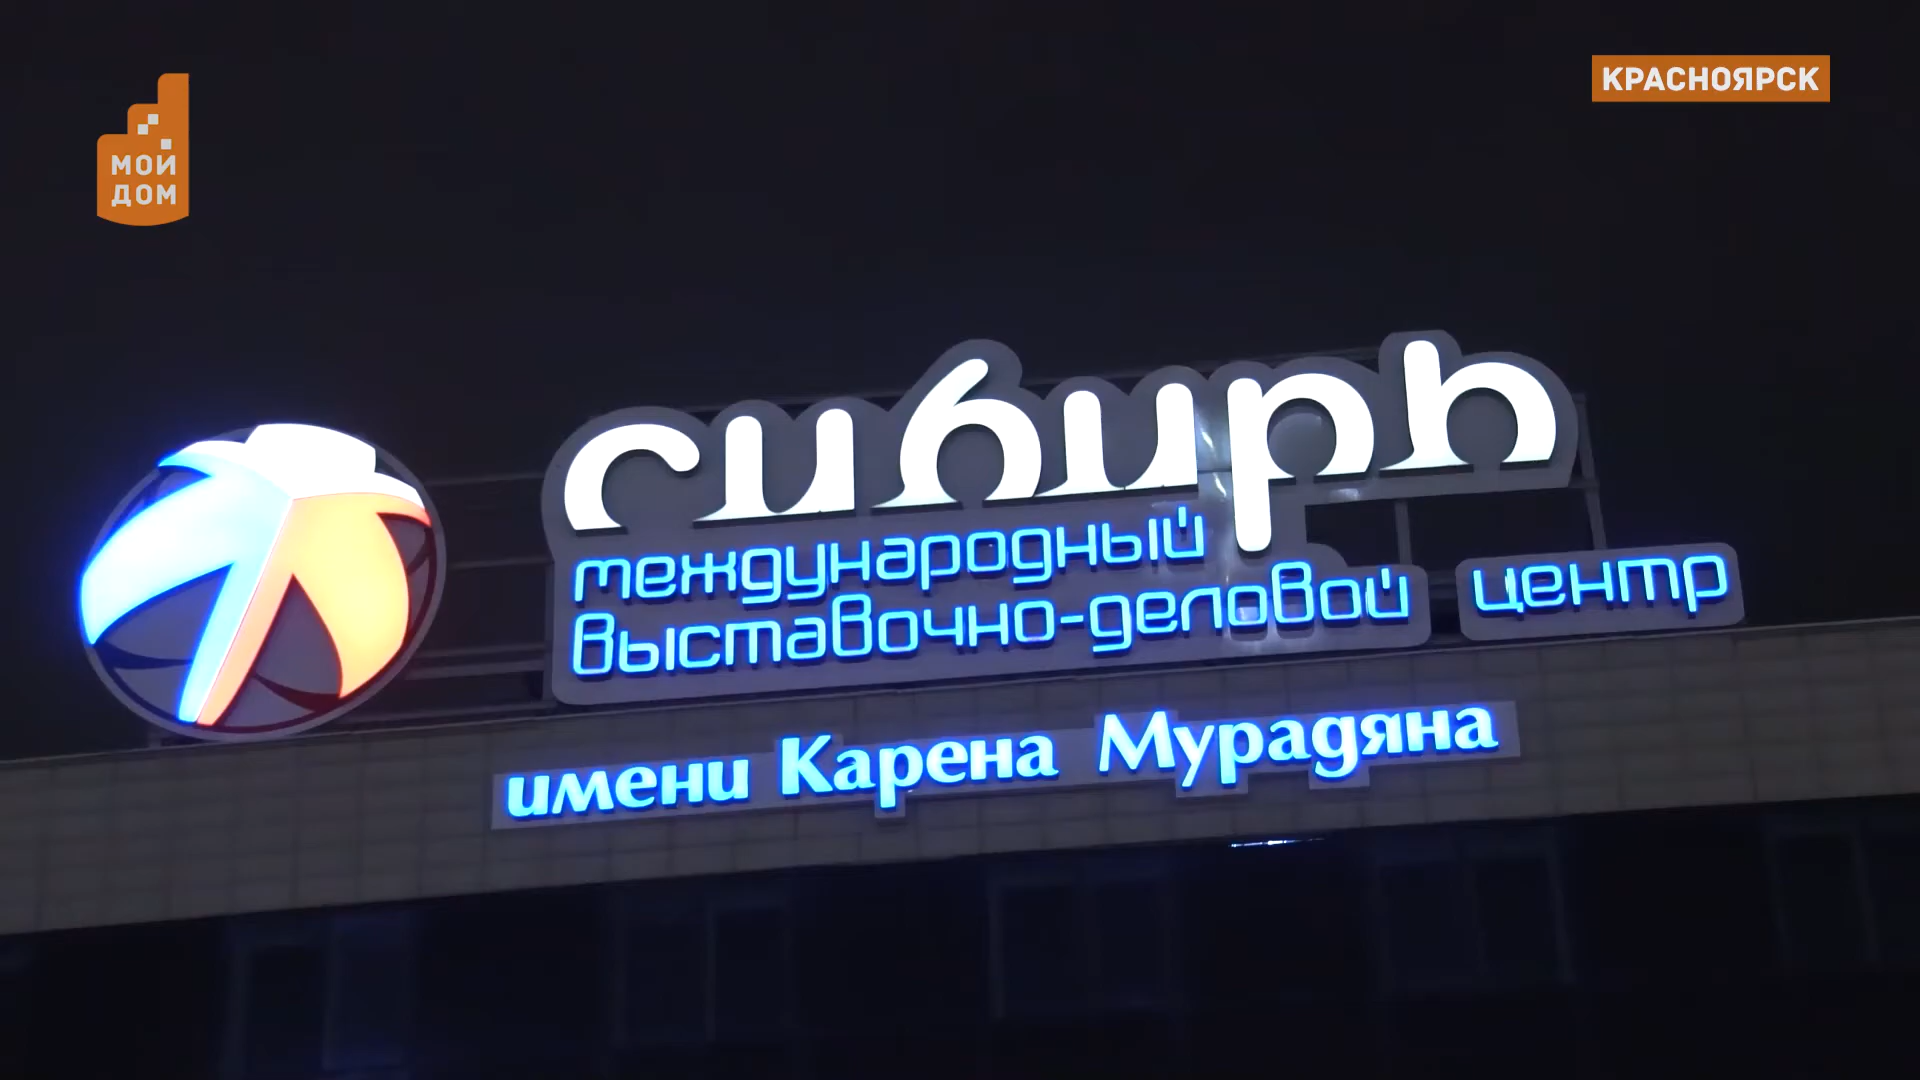 КРАСНОЯРСК
МОЙ
ДОМ
сибирь
международный
выставочно-деловой центр
имени Карена Мурадяна